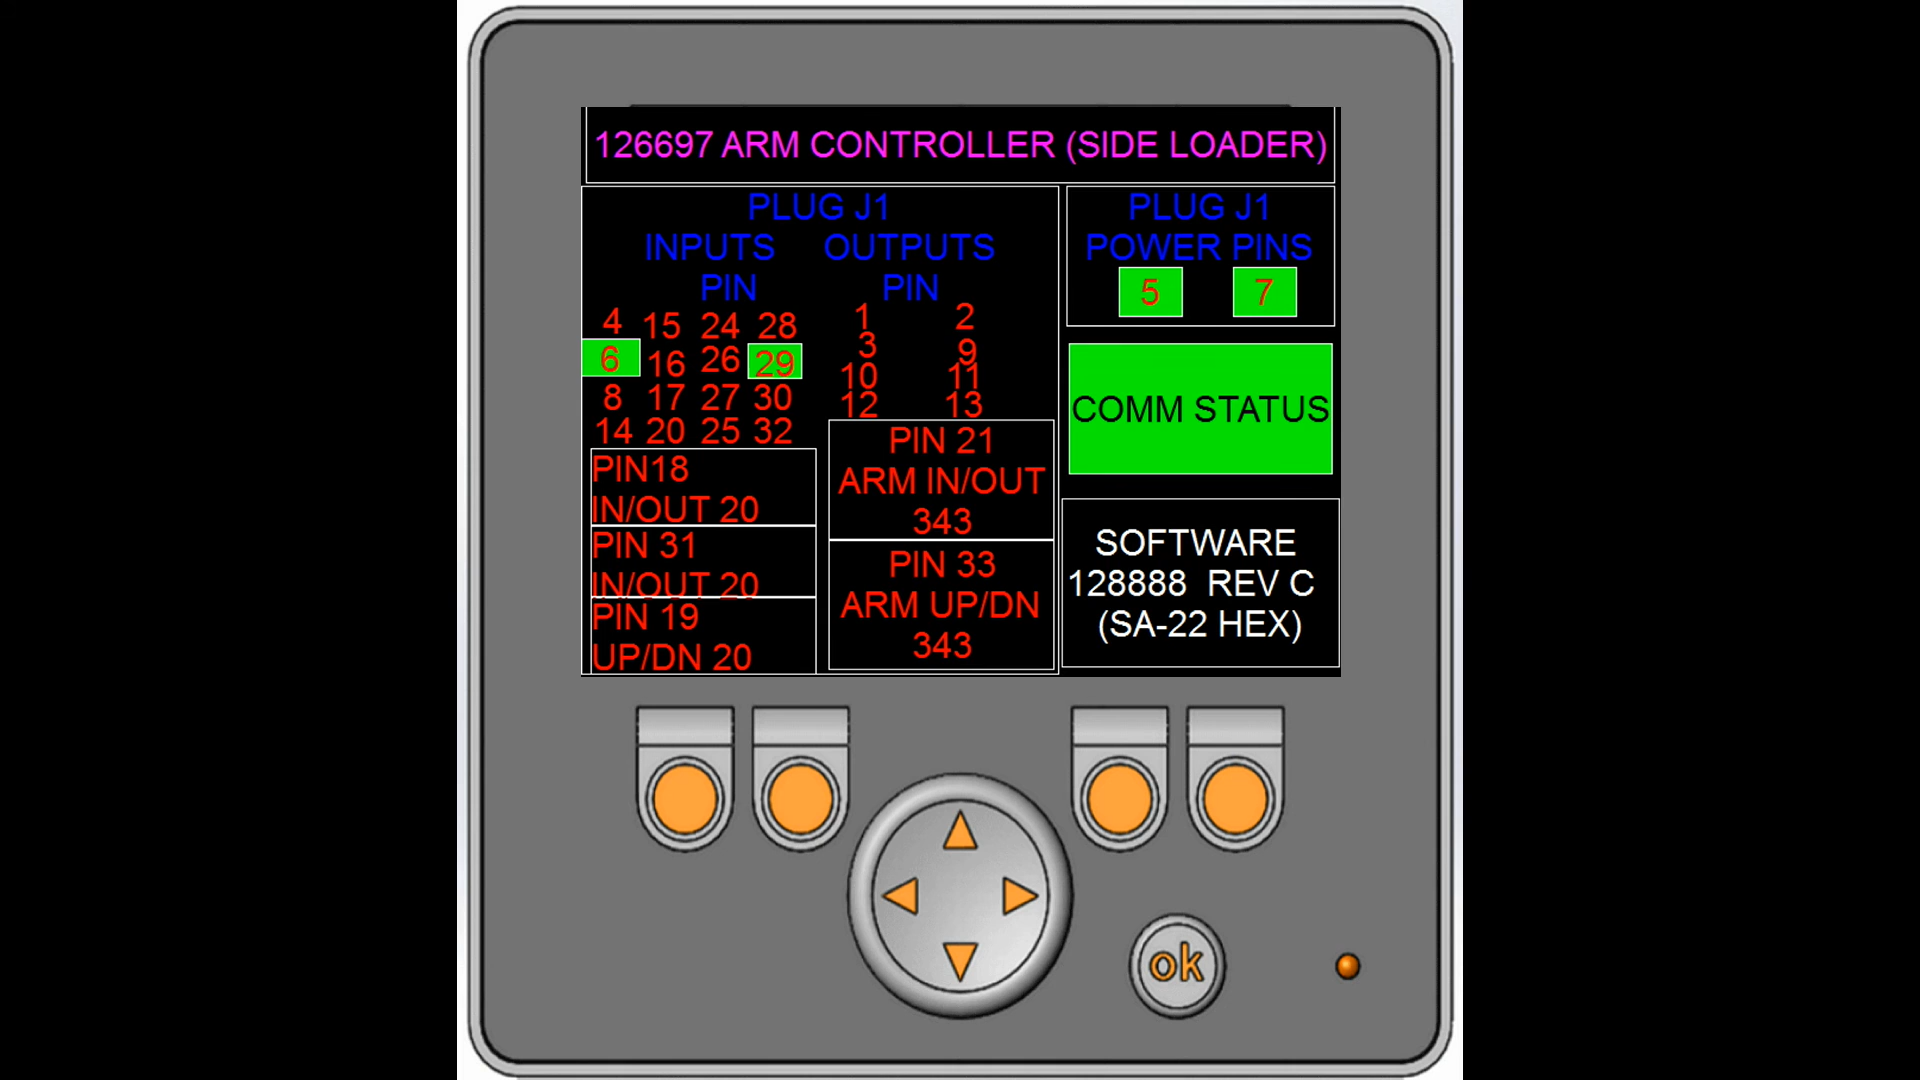 126697 ARM CONTROLLER (SIDE LOADER)
PLUG J1
INPUTS OUTPUTS
PIN PIN
4 15 24 28 1 2
6 16 26 29 3 9
8 17 27 30 10 11
14 20 25 32 12 13
PIN18
IN/OUT 20
PIN 31
IN/OUT 20
PIN 19
UP/DN 20
PIN 21
ARM IN/OUT
343
PIN 33
ARM UP/DN
343
PLUG J1
POWER PINS
5 7
COMM STATUS
SOFTWARE
128888 REV C
(SA-22 HEX)
ok